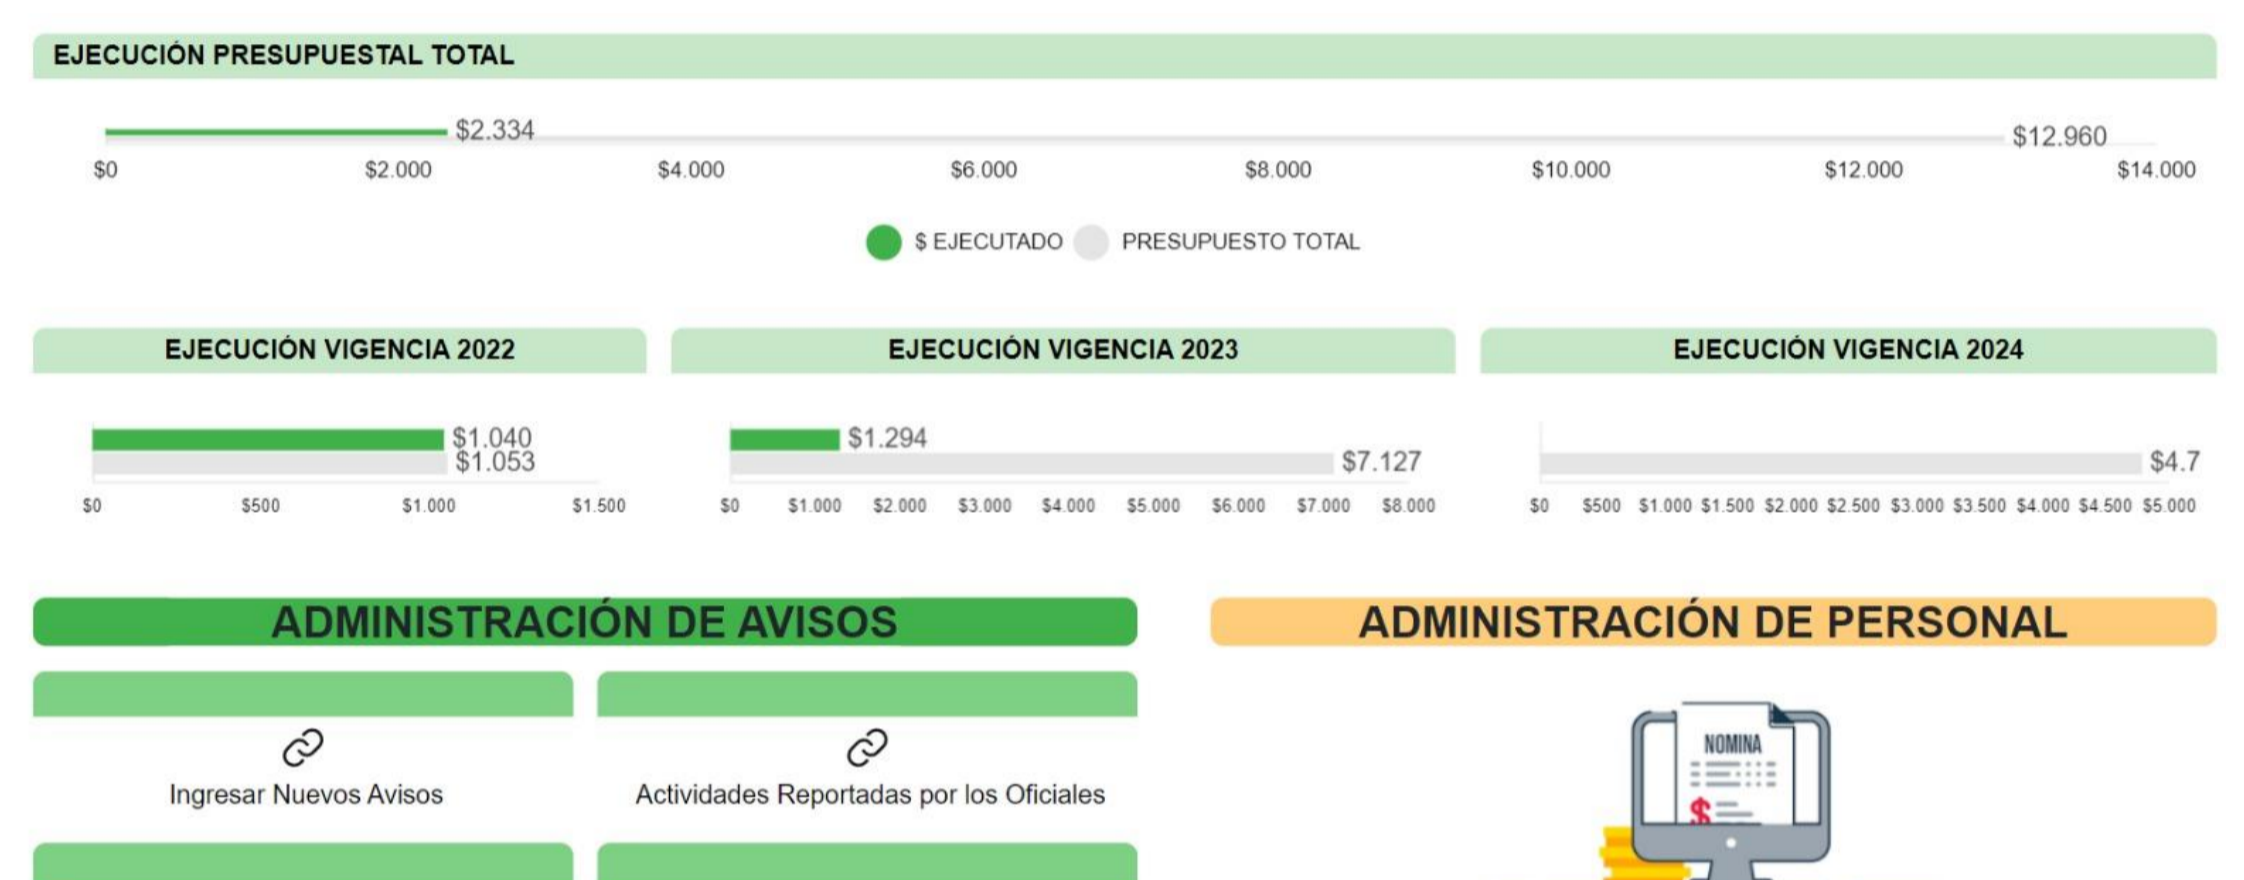 EJECUCIÓN PRESUPUESTAL TOTAL
$2.334
$12.960
$0 $2.000 $4.000 $6.000 $8.000 $10.000 $12.000 $14.000
$ EJECUTADO PRESUPUESTO TOTAL
EJECUCIÓN VIGENCIA 2022
$1.040
$1.053
$0 $500 $1.000 $1.500
EJECUCIÓN VIGENCIA 2023
$1.294
$7.127
$0 $1.000 $2.000 $3.000 $4.000 $5.000 $6.000 $7.000 $8.000
EJECUCIÓN VIGENCIA 2024
$4.7
$0 $500 $1.000 $1.500 $2.000 $2.500 $3.000 $3.500 $4.000 $4.500 $5.000
ADMINISTRACIÓN DE AVISOS
Ingresar Nuevos Avisos
Actividades Reportadas por los Oficiales
ADMINISTRACIÓN DE PERSONAL
NOMINA
$